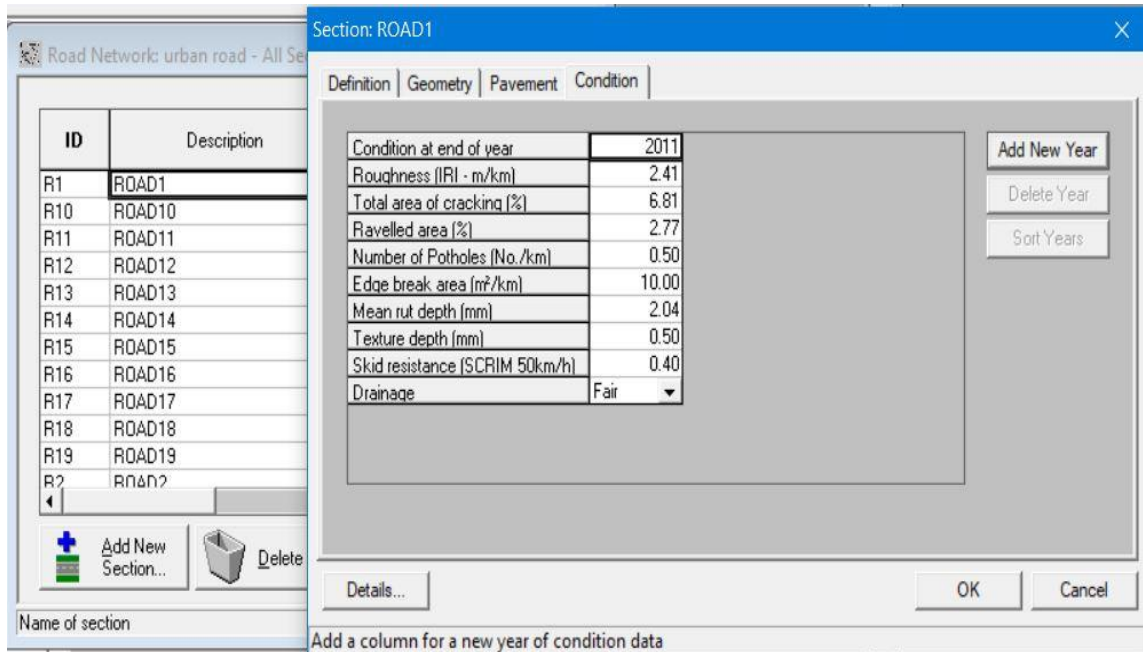 Road Network: urban road - All Se
ID Description
R1 ROAD1
R10 ROAD10
R11 ROAD11
R12 ROAD12
R13 ROAD13
R14 ROAD14
R15 ROAD15
R16 ROAD16
R17 ROAD17
R18 ROAD18
R19 ROAD19
R2 ROAD2
Add New
Section...
Delete
Name of section
Section: ROAD1
Definition Geometry Pavement Condition
Condition at end of year 2011
Roughness (IRI - m/km) 2.41
Total area of cracking (%) 6.81
Ravelled area (%) 2.77
Number of Potholes (No./km) 0.50
Edge break area (m²/km) 10.00
Mean rut depth (mm) 2.04
Texture depth (mm) 0.50
Skid resistance (SCRIM 50km/h) 0.40
Drainage Fair
Add New Year
Delete Year
Sort Years
Details...
OK Cancel
Add a column for a new year of condition data